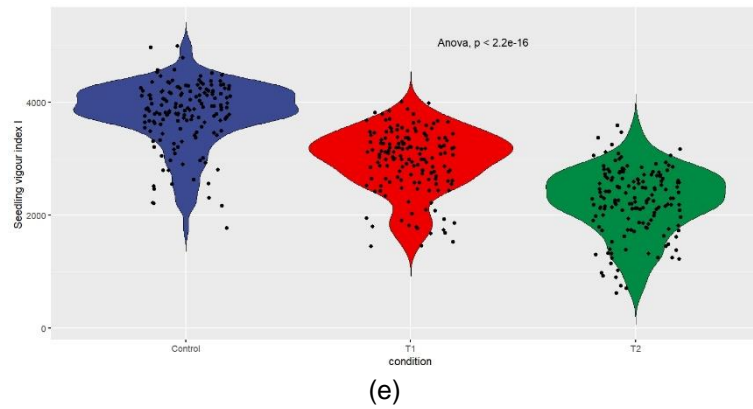 Anova, p < 2.2e-16
Seedling vigour index I
4000
2000
0
Control
T1
T2
condition
(e)